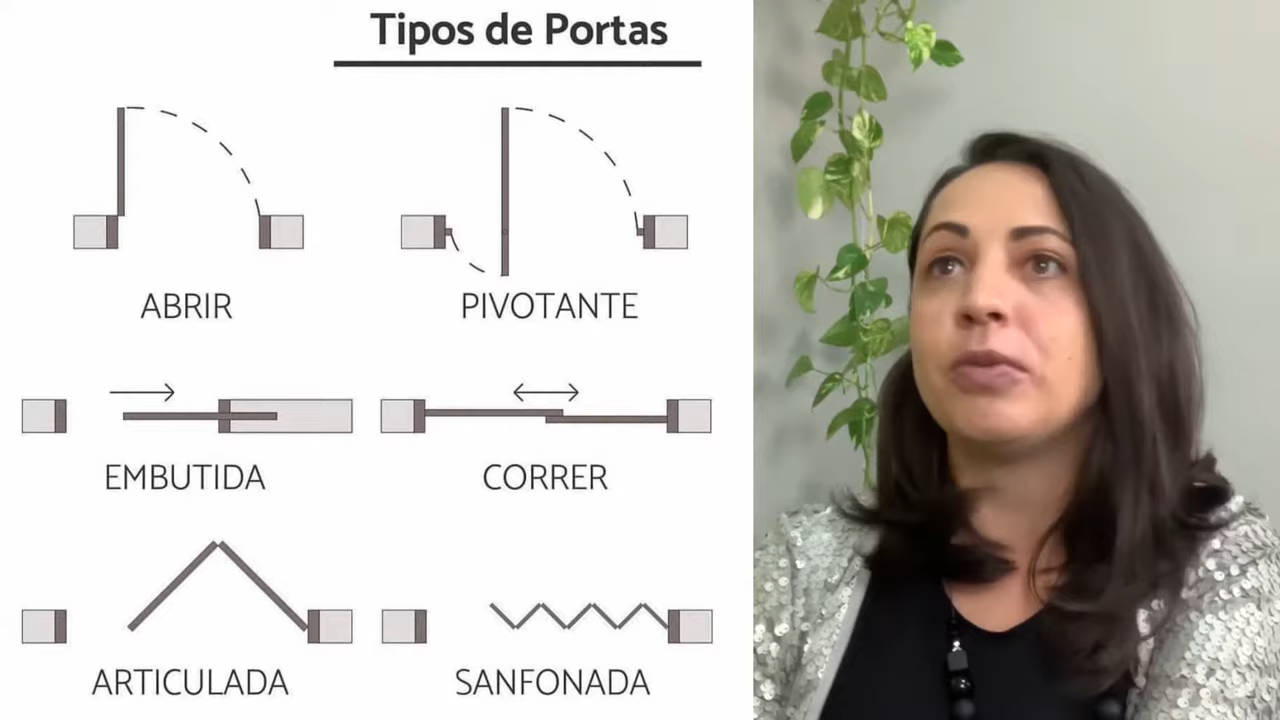 Tipos de Portas
ABRIR
PIVOTANTE
EMBUTIDA
CORRER
ARTICULADA
SANFONADA